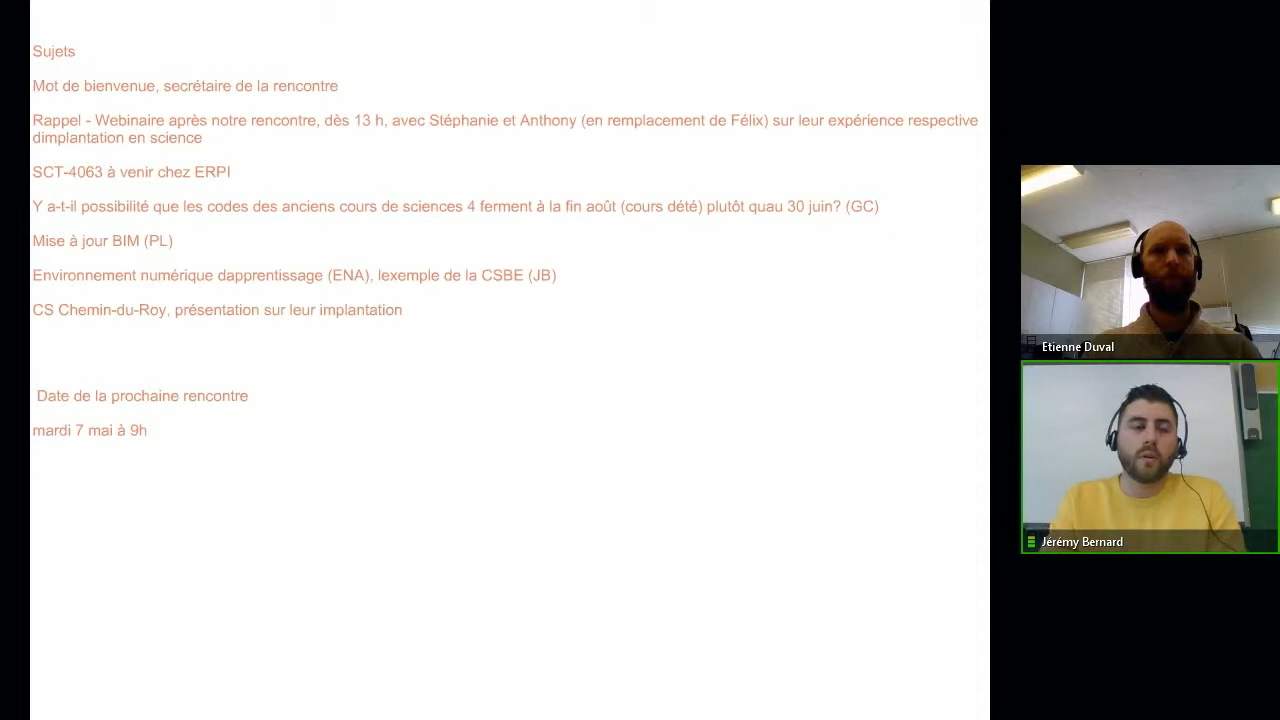 Sujets
Mot de bienvenue, secrétaire de la rencontre
Rappel - Webinaire après notre rencontre, dès 13 h, avec Stéphanie et Anthony (en remplacement de Félix) sur leur expérience respective
dimplantation en science
SCT-4063 à venir chez ERPI
Y a-t-il possibilité que les codes des anciens cours de sciences 4 ferment à la fin août (cours dété) plutôt quau 30 juin? (GC)
Mise à jour BIM (PL)
Environnement numérique dapprentissage (ENA), lexemple de la CSBE (JB)
CS Chemin-du-Roy, présentation sur leur implantation
Date de la prochaine rencontre
mardi 7 mai à 9h
Etienne Duval
Jérémy Bernard